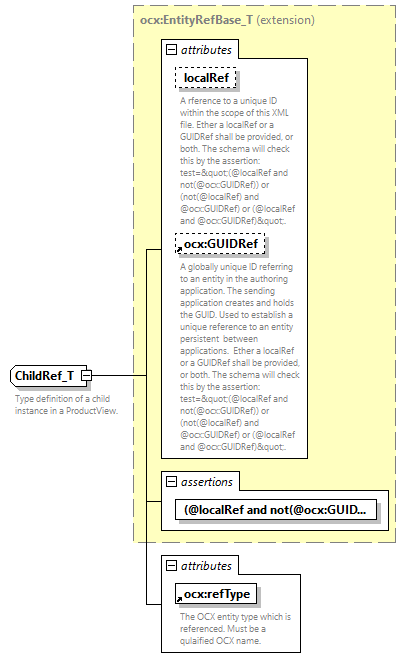 ocx:EntityRefBase_T (extension)
attributes
localRef
A rference to a unique ID
within the scope of this XML
file. Ether a localRef or a
GUIDRef shall be provided, or
both. The schema will check
this by the assertion:
test=&quot;(@localRef and
not(@ocx:GUIDRef)) or
(not(@localRef) and
@ocx:GUIDRef) or (@localRef
and @ocx:GUIDRef)&quot;.
ocx:GUIDRef
A globally unique ID referring
to an entity in the authoring
application. The sending
application creates and holds
the GUID. Used to establish a
unique reference to an entity
persistent between
applications. Ether a localRef
or a GUIDRef shall be provided,
or both. The schema will check
this by the assertion:
test=&quot;(@localRef and
not(@ocx:GUIDRef)) or
(not(@localRef) and
@ocx:GUIDRef) or (@localRef
and @ocx:GUIDRef)&quot;.
ChildRef_T
Type definition of a child
instance in a ProductView.
assertions
(@localRef and not(@ocx:GUID...
attributes
ocx:refType
The OCX entity type which is
referenced. Must be a
qulaified OCX name.